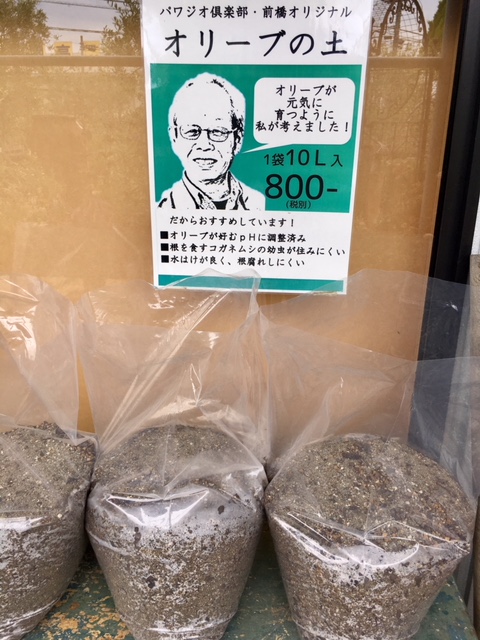 パワジオ倶楽部・前橋オリジナル
オリーブの土
オリーブが
元気に
育つように
私が考えました！
1袋10L入
800-
(税別)
だからおすすめしています！
■オリーブが好むpHに調整済み
■根を食すコガネムシの幼虫が住みにくい
■水はけが良く、根腐れしにくい